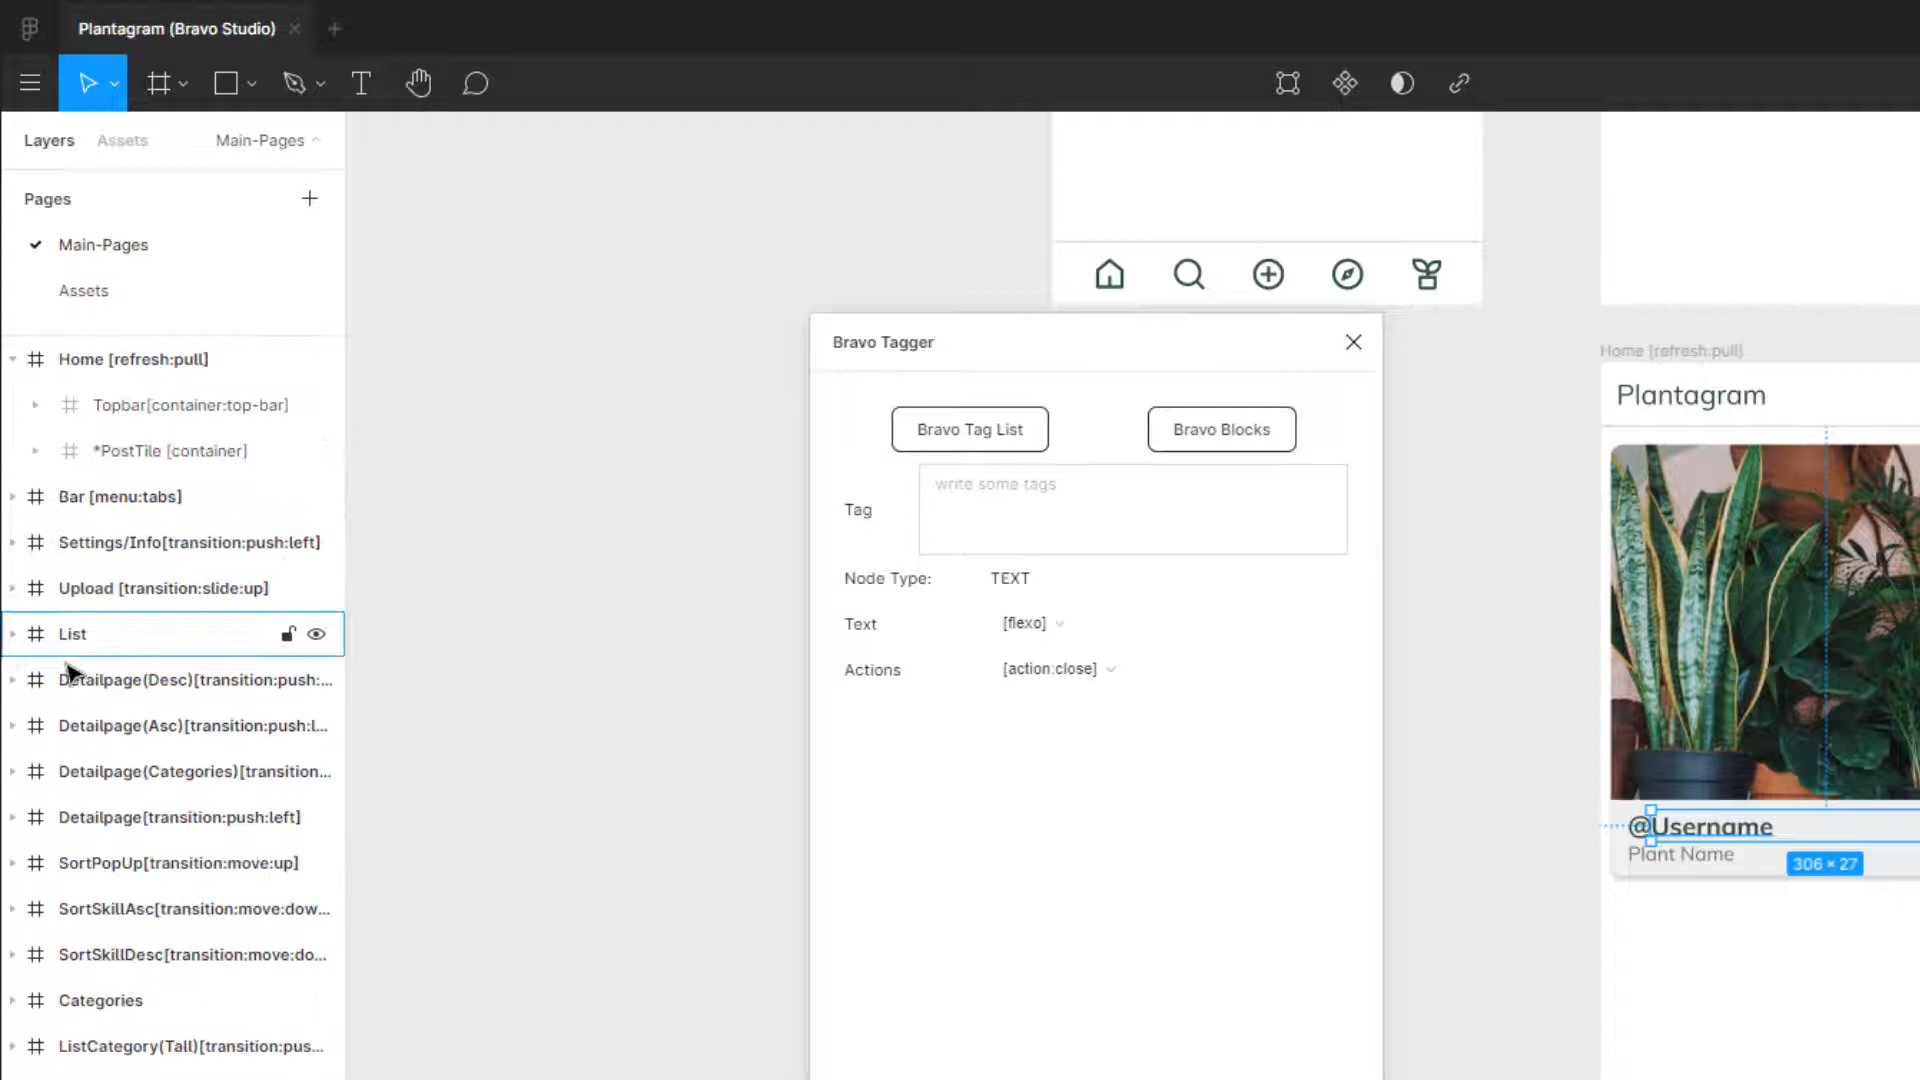 Plantagram (Bravo Studio)
Layers
Assets
Main-Pages
Pages
Main-Pages
Assets
Home [refresh:pull]
Topbar[container:top-bar]
*PostTile [container]
Bar [menu:tabs]
Settings/Info[transition:push:left]
Upload [transition:slide:up]
List
Detailpage(Desc)[transition:push:...
Detailpage(Asc)[transition:push:l...
Detailpage(Categories)[transition...
Detailpage[transition:push:left]
SortPopUp[transition:move:up]
SortSkillAsc[transition:move:dow...
SortSkillDesc[transition:move:do...
Categories
ListCategory(Tall)[transition:pus...
Bravo Tagger
Bravo Tag List
Bravo Blocks
Tag
write some tags
Node Type: TEXT
Text [flexo]
Actions [action:close]
Home [refresh:pull]
Plantagram
@Username
Plant Name
306 × 27